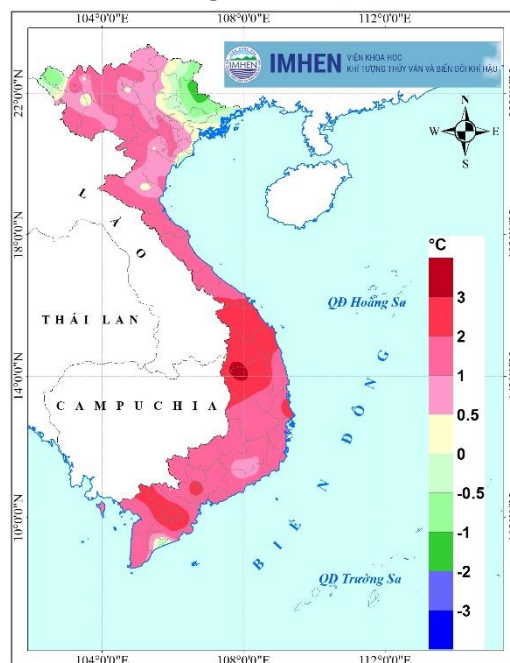 104°0'0"E 108°0'0"E 112°0'0"E
IMHEN VIỆN KHOA HỌC
KHÍ TƯỢNG THỦY VĂN VÀ BIẾN ĐỔI KHÍ HẬU
22°0'0"N
N
W E
S
LÀO
18°0'0"N
°C
QĐ Hoàng Sa
3
THÁI LAN
2
14°0'0"N
1
CAMPUCHIA
0.5
0
BIỂN ĐÔNG
-0.5
10°0'0"N
-1
-2
QĐ Trường Sa
-3
104°0'0"E 108°0'0"E 112°0'0"E